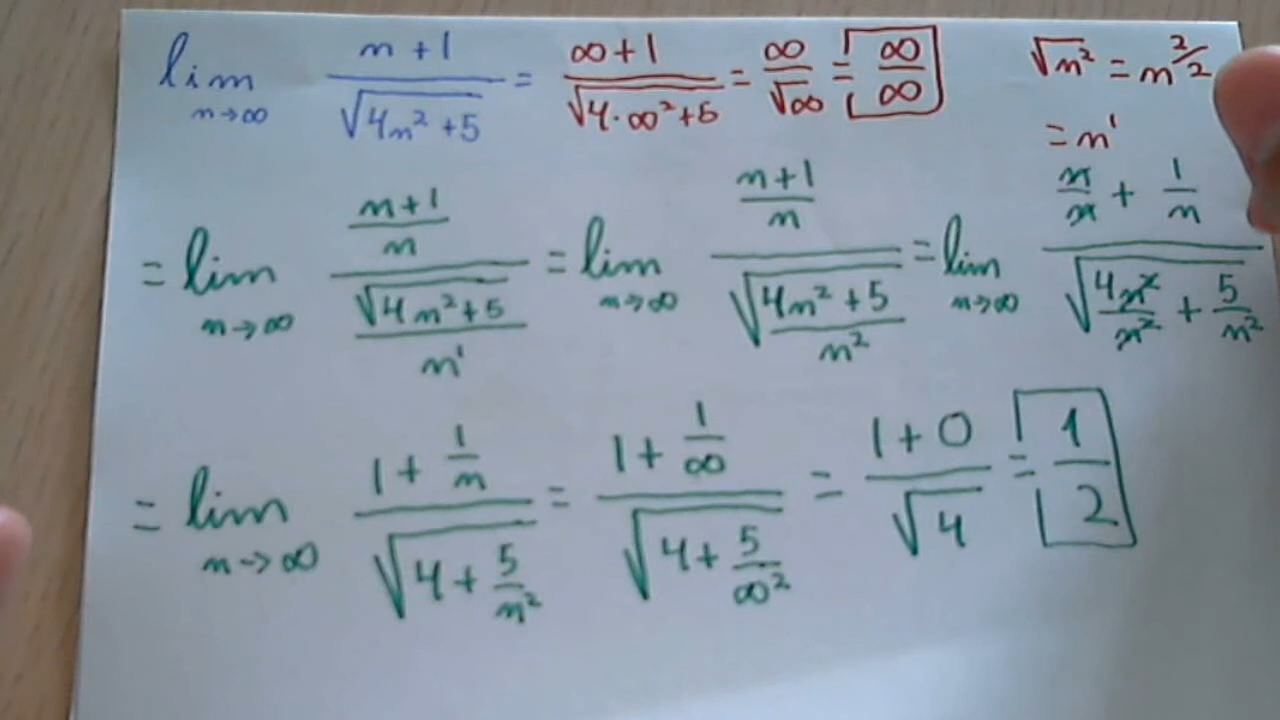 lim n→∞ (n+1)/√(4n²+5) = (∞+1)/√(4·∞²+5) = ∞/√∞ = ∞/∞
√n² = n^(2/2)
= n¹
= lim n→∞ ((n+1)/n)/(√(4n²+5)/n¹) = lim n→∞ ((n+1)/n)/√((4n²+5)/n²) = lim n→∞ (n/n + 1/n)/√(4n²/n² + 5/n²)
= lim n→∞ (1 + 1/n)/√(4 + 5/n²) = (1 + 1/∞)/√(4 + 5/∞²) = (1+0)/√4 = 1/2